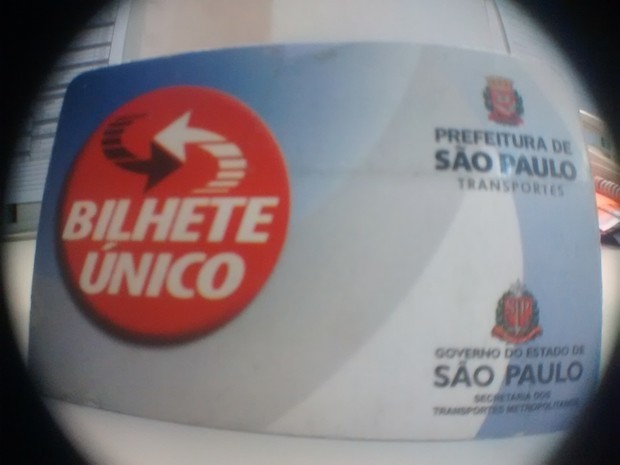 BILHETE
ÚNICO
PREFEITURA DE
SÃO PAULO
TRANSPORTES
GOVERNO DO ESTADO DE
SÃO PAULO
SECRETARIA DOS
TRANSPORTES METROPOLITANOS